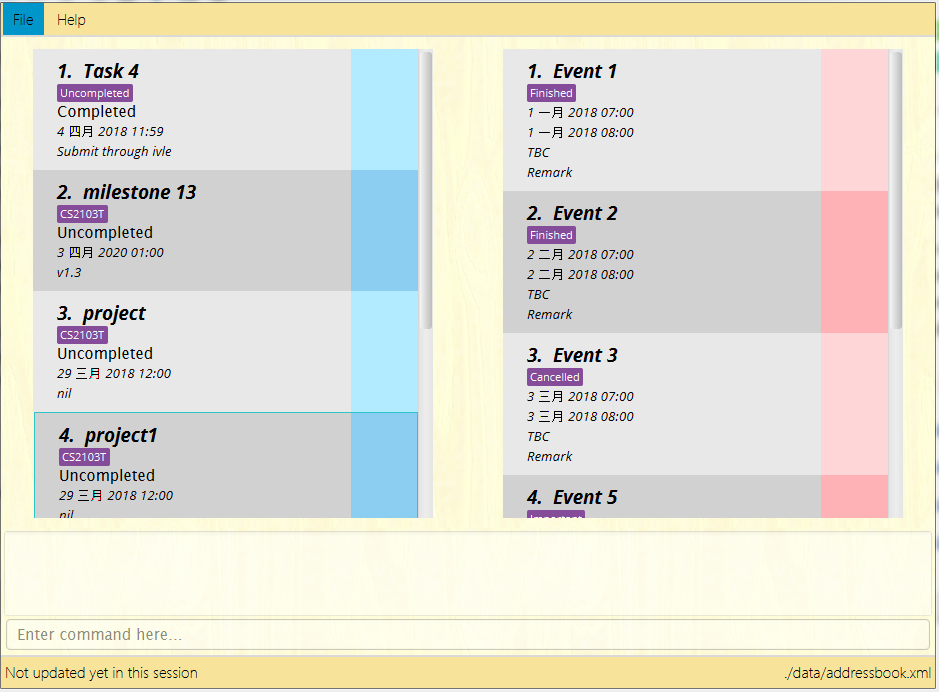 File Help
1. Task 4
Uncompleted
Completed
4 四月 2018 11:59
Submit through ivle
2. milestone 13
CS2103T
Uncompleted
3 四月 2020 01:00
v1.3
3. project
CS2103T
Uncompleted
29 三月 2018 12:00
nil
4. project1
CS2103T
Uncompleted
29 三月 2018 12:00
nil
1. Event 1
Finished
1 一月 2018 07:00
1 一月 2018 08:00
TBC
Remark
2. Event 2
Finished
2 二月 2018 07:00
2 二月 2018 08:00
TBC
Remark
3. Event 3
Cancelled
3 三月 2018 07:00
3 三月 2018 08:00
TBC
Remark
4. Event 5
Important
Enter command here...
Not updated yet in this session
./data/addressbook.xml